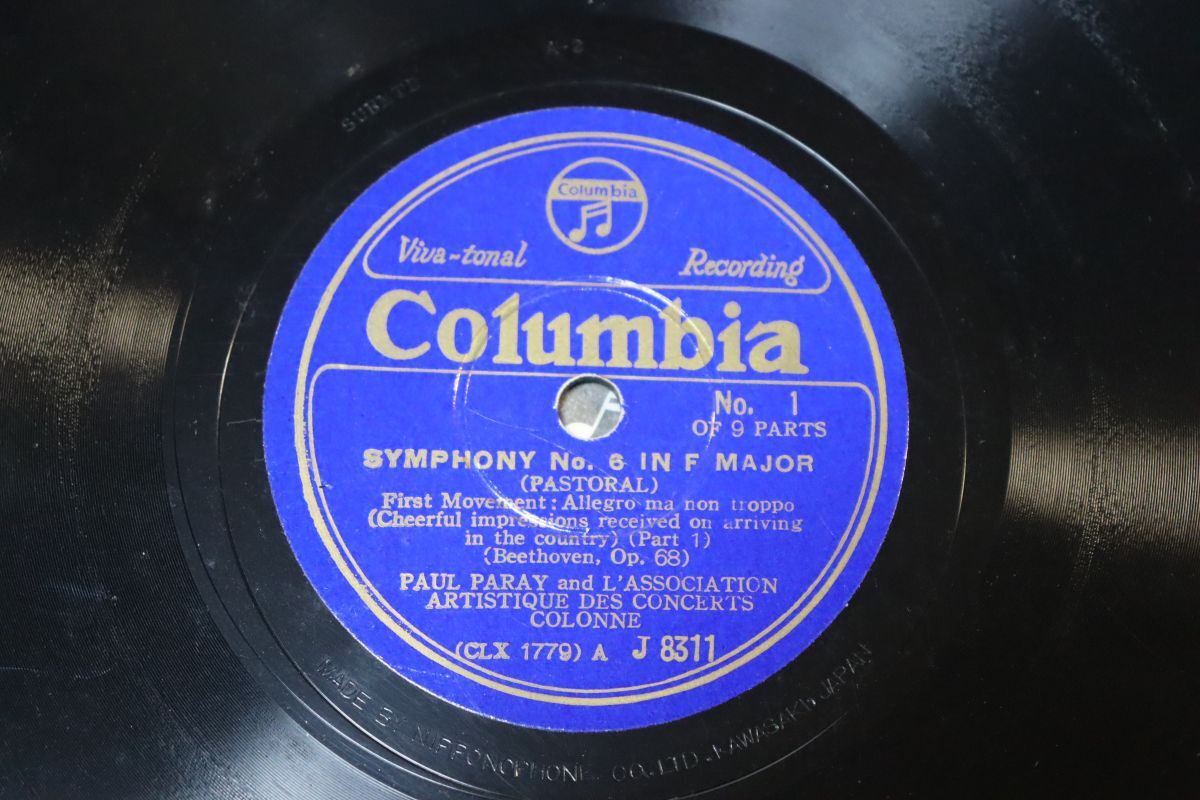 A-2
Columbia
Viva-tonal Recording
Columbia
No. 1
OF 9 PARTS
SYMPHONY No. 6 IN F MAJOR
(PASTORAL)
First Movement: Allegro ma non troppo
(Cheerful impressions received on arriving
in the country) (Part 1)
(Beethoven, Op. 68)
PAUL PARAY and L'ASSOCIATION
ARTISTIQUE DES CONCERTS
COLONNE
(CLX 1779) A J 8311
MADE BY NIPPONOPHONE CO., LTD., KAWASAKI, JAPAN